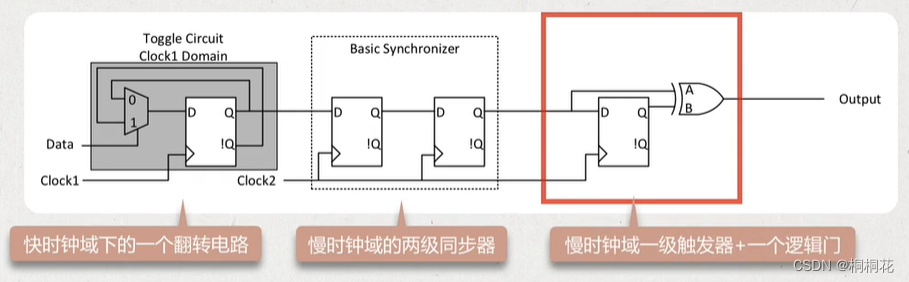 Toggle Circuit
Clock1 Domain
Basic Synchronizer
0
1
D Q
!Q
D Q
!Q
D Q
!Q
D Q
!Q
A
B
Output
Data
Clock1
Clock2
快时钟域下的一个翻转电路
慢时钟域的两级同步器
慢时钟域一级触发器+一个逻辑门
CSDN @桐桐花